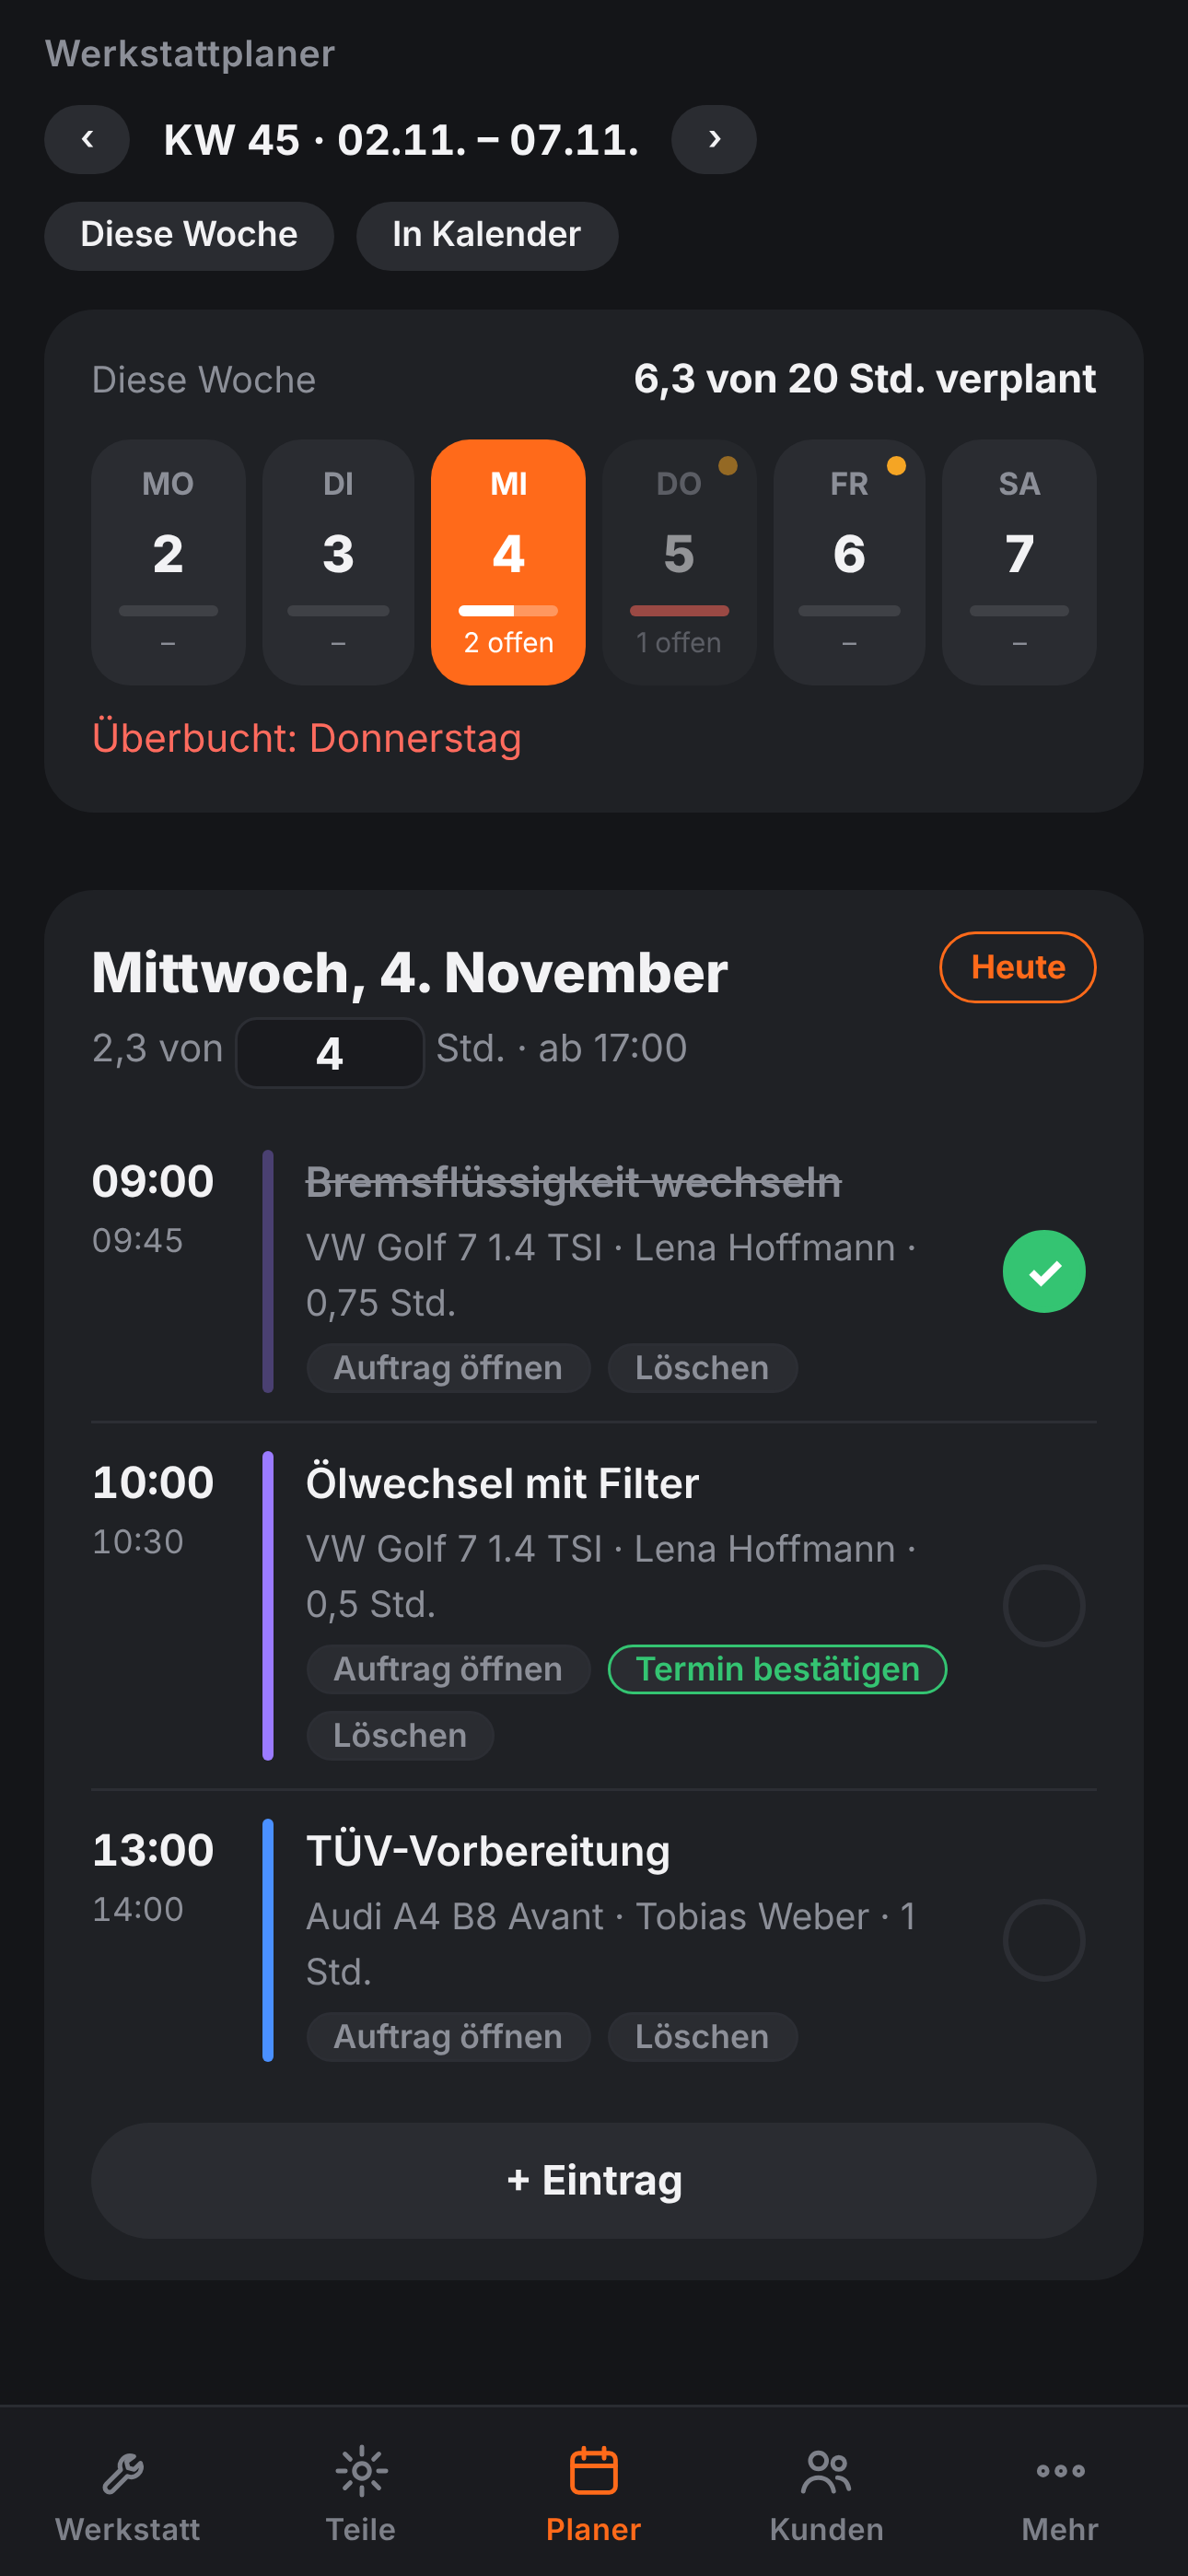 Werkstattplaner
‹ KW 45 · 02.11. – 07.11. ›
Diese Woche In Kalender
Diese Woche 6,3 von 20 Std. verplant
MO DI MI DO FR SA
2 3 4 5 6 7
– – 2 offen 1 offen – –
Überbucht: Donnerstag
Mittwoch, 4. November Heute
2,3 von 4 Std. · ab 17:00
09:00 Bremsflüssigkeit wechseln
09:45 VW Golf 7 1.4 TSI · Lena Hoffmann ·
0,75 Std.
Auftrag öffnen Löschen
10:00 Ölwechsel mit Filter
10:30 VW Golf 7 1.4 TSI · Lena Hoffmann ·
0,5 Std.
Auftrag öffnen Termin bestätigen
Löschen
13:00 TÜV-Vorbereitung
14:00 Audi A4 B8 Avant · Tobias Weber · 1
Std.
Auftrag öffnen Löschen
+ Eintrag
Werkstatt Teile Planer Kunden Mehr